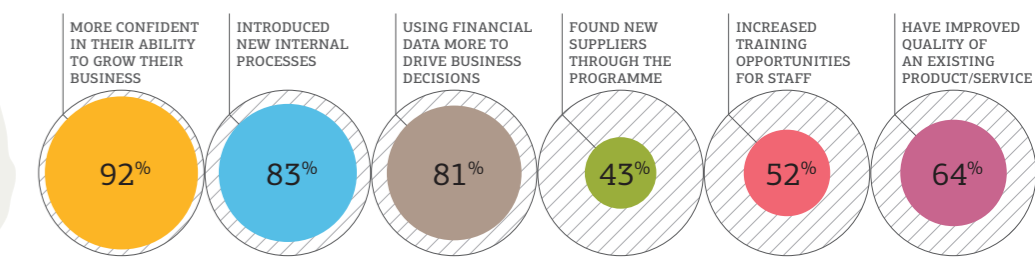 MORE CONFIDENT
IN THEIR ABILITY
TO GROW THEIR
BUSINESS
INTRODUCED
NEW INTERNAL
PROCESSES
USING FINANCIAL
DATA MORE TO
DRIVE BUSINESS
DECISIONS
FOUND NEW
SUPPLIERS
THROUGH THE
PROGRAMME
INCREASED
TRAINING
OPPORTUNITIES
FOR STAFF
HAVE IMPROVED
QUALITY OF
AN EXISTING
PRODUCT/SERVICE
92%
83%
81%
43%
52%
64%